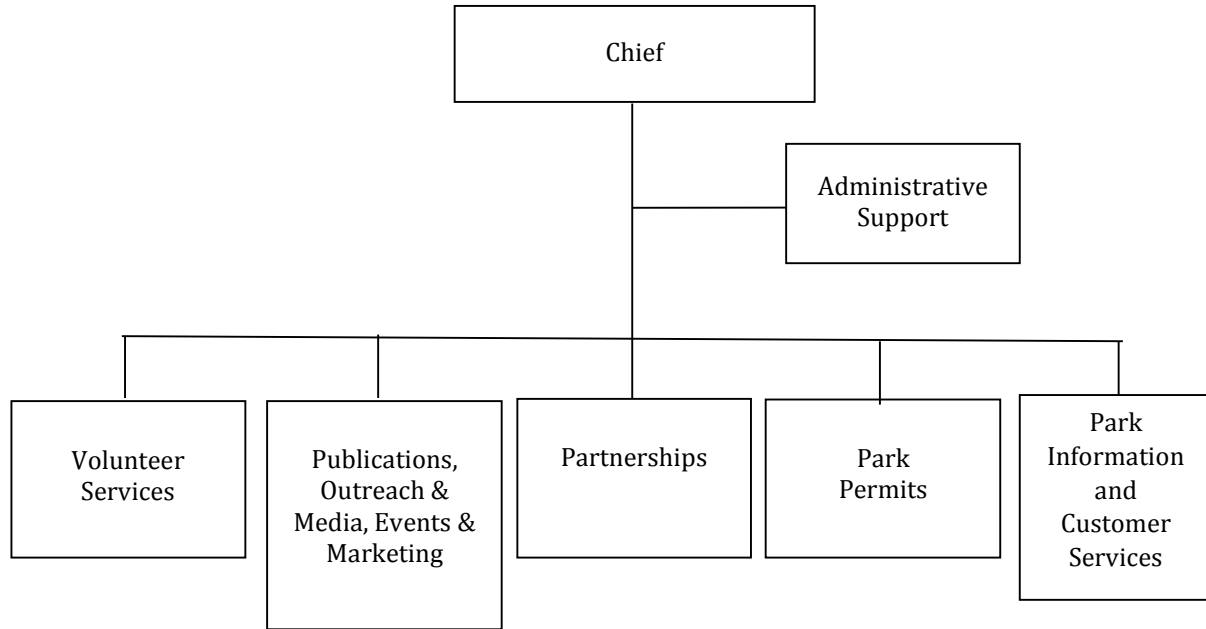 Chief
Administrative
Support
Volunteer
Services
Publications,
Outreach &
Media, Events &
Marketing
Partnerships
Park
Permits
Park
Information
and
Customer
Services